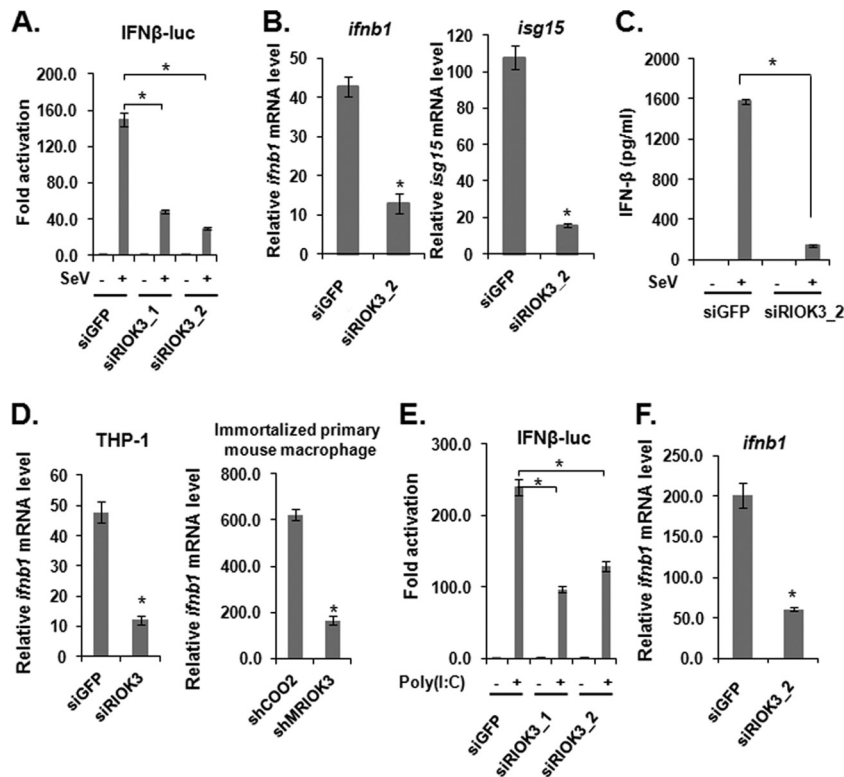 A.
IFNβ-luc
Fold activation
200.0
160.0
120.0
80.0
40.0
0.0
*
*
SeV - + - + - +
siGFP
siRIOK3_1
siRIOK3_2
B.
ifnb1
Relative ifnb1 mRNA level
50
40
30
20
10
0
*
siGFP
siRIOK3_2
isg15
Relative isg15 mRNA level
120
100
80
60
40
20
0
*
siGFP
siRIOK3_2
C.
IFN-β (pg/ml)
2000
1600
1200
800
400
0
*
SeV - + - +
siGFP siRIOK3_2
D.
THP-1
Relative ifnb1 mRNA level
60
50
40
30
20
10
0
*
siGFP
siRIOK3
Immortalized primary
mouse macrophage
Relative ifnb1 mRNA level
800.0
600.0
400.0
200.0
0.0
*
shCOO2
shMRIOK3
E.
IFNβ-luc
Fold activation
300.0
200.0
100.0
0.0
*
*
Poly(I:C) - + - + - +
siGFP
siRIOK3_1
siRIOK3_2
F.
ifnb1
Relative ifnb1 mRNA level
250.0
200.0
150.0
100.0
50.0
0.0
*
siGFP
siRIOK3_2